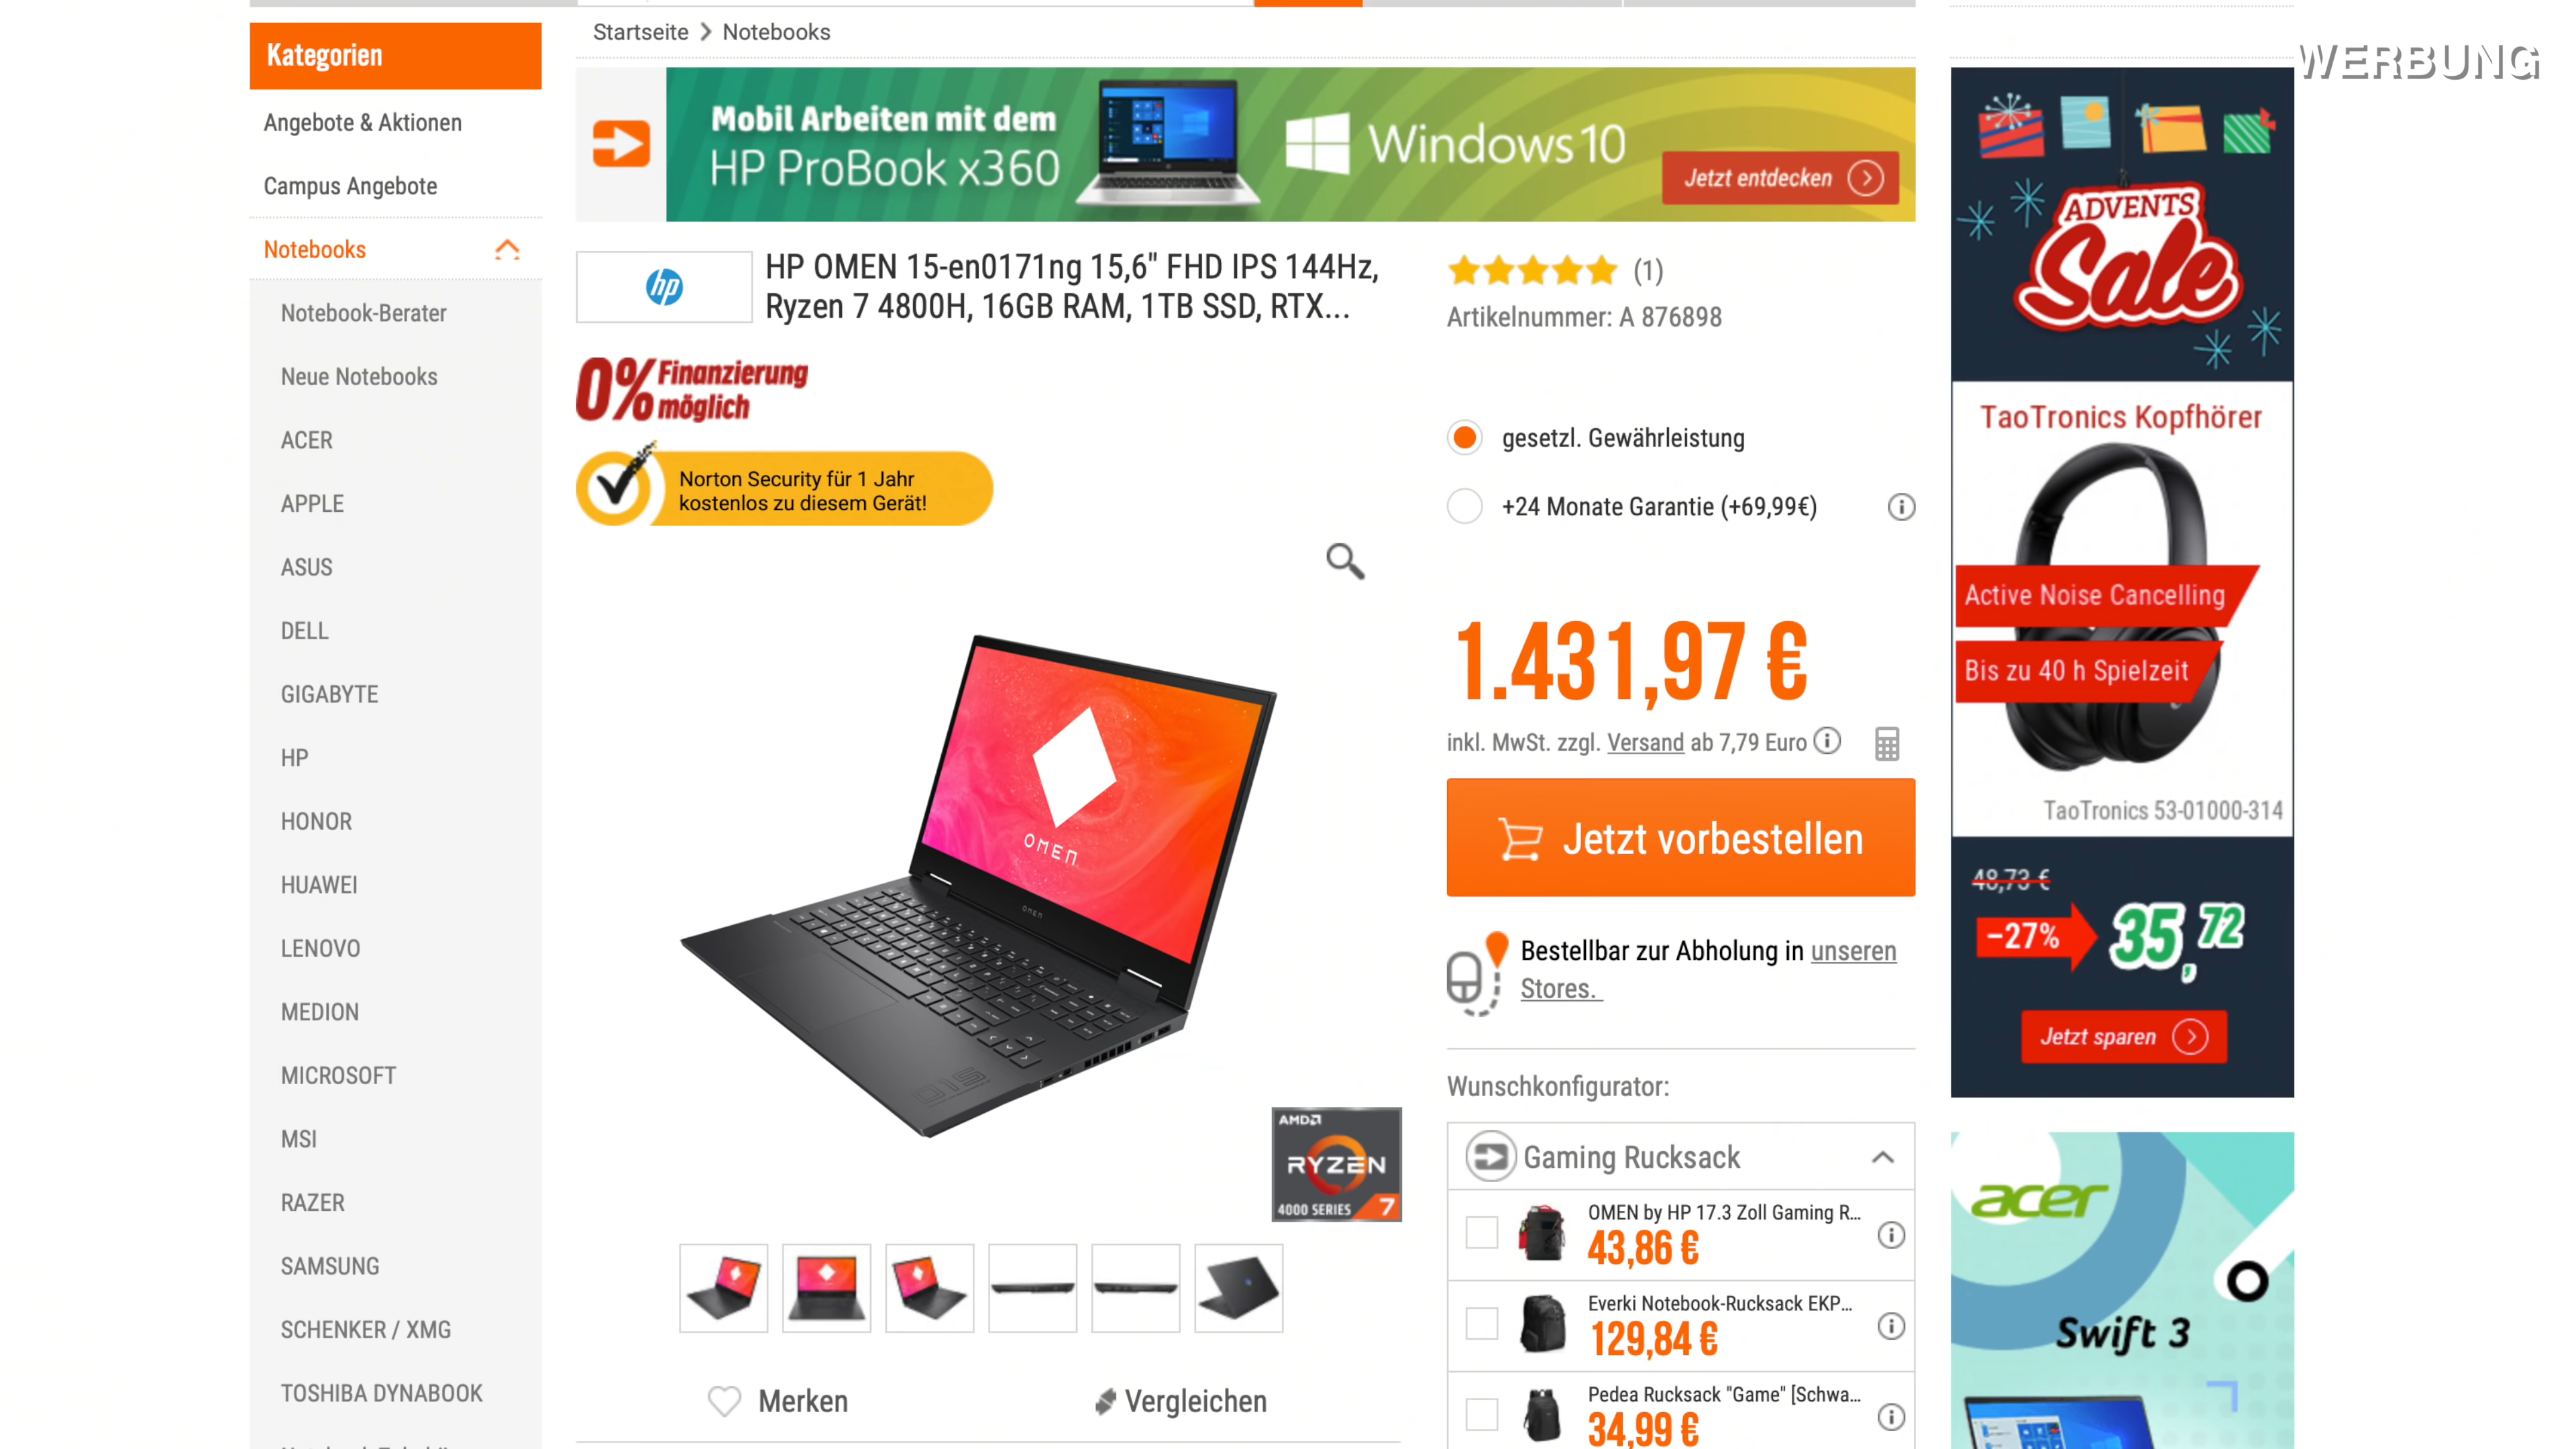 WERBUNG
Startseite > Notebooks
Kategorien
Angebote & Aktionen
Campus Angebote
Notebooks
Notebook-Berater
Neue Notebooks
ACER
APPLE
ASUS
DELL
GIGABYTE
HP
HONOR
HUAWEI
LENOVO
MEDION
MICROSOFT
MSI
RAZER
SAMSUNG
SCHENKER / XMG
TOSHIBA DYNABOOK
Mobil Arbeiten mit dem
HP ProBook x360
Windows 10
Jetzt entdecken
hp
HP OMEN 15-en0171ng 15,6" FHD IPS 144Hz,
Ryzen 7 4800H, 16GB RAM, 1TB SSD, RTX...
0% Finanzierung
möglich
Norton Security für 1 Jahr
kostenlos zu diesem Gerät!
OMEN
OMEN
015
AMD
RYZEN
4000 SERIES 7
Merken
Vergleichen
(1)
Artikelnummer: A 876898
gesetzl. Gewährleistung
+24 Monate Garantie (+69,99€)
1.431,97 €
inkl. MwSt. zzgl. Versand ab 7,79 Euro
Jetzt vorbestellen
Bestellbar zur Abholung in unseren
Stores.
Wunschkonfigurator:
Gaming Rucksack
OMEN by HP 17.3 Zoll Gaming R...
43,86 €
Everki Notebook-Rucksack EKP...
129,84 €
Pedea Rucksack "Game" [Schwa...
34,99 €
ADVENTS
Sale
TaoTronics Kopfhörer
Active Noise Cancelling
Bis zu 40 h Spielzeit
TaoTronics 53-01000-314
48,73 €
-27%
35,72
Jetzt sparen
acer
Swift 3